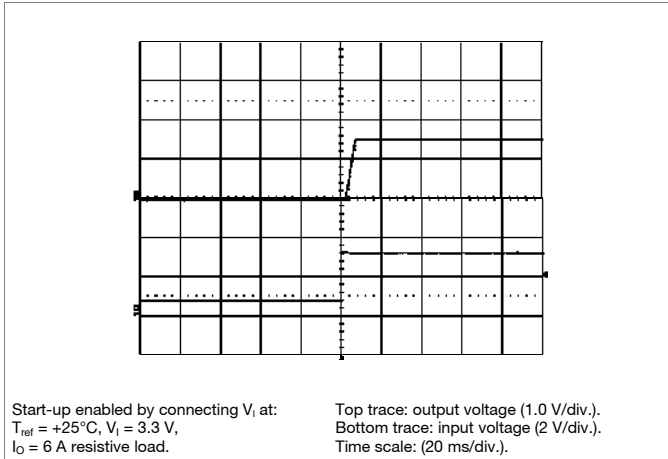 Start-up enabled by connecting VI at:
Tref = +25°C, VI = 3.3 V,
IO = 6 A resistive load.
Top trace: output voltage (1.0 V/div.).
Bottom trace: input voltage (2 V/div.).
Time scale: (20 ms/div.).